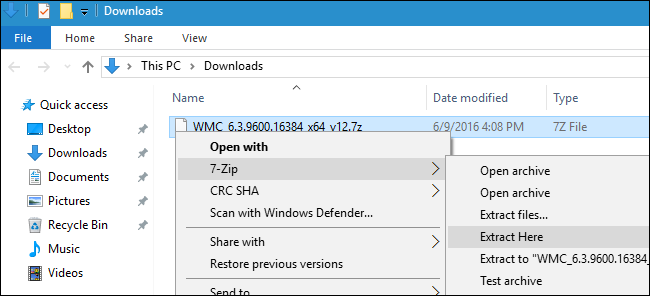 Downloads
File Home Share View
This PC Downloads
Name Date modified Type
Quick access
WMC_6.3.9600.16384_x64_v12.7z 6/9/2016 4:08 PM 7Z File
Desktop
Downloads
Documents
Pictures
Recycle Bin
Music
Videos
Open with
7-Zip
CRC SHA
Scan with Windows Defender...
Share with
Restore previous versions
Send to
Open archive
Open archive
Extract files...
Extract Here
Extract to "WMC_6.3.9600.16384_
Test archive